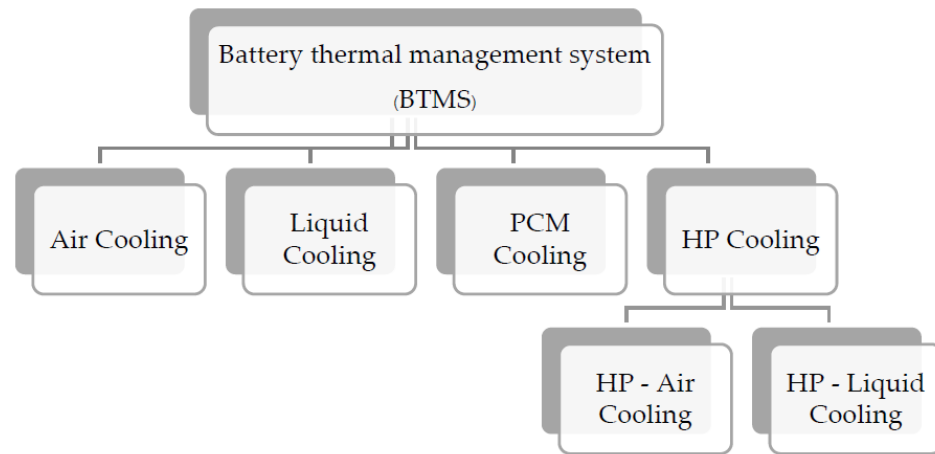 Battery thermal management system
(BTMS)
Air Cooling
Liquid
Cooling
PCM
Cooling
HP Cooling
HP - Air
Cooling
HP - Liquid
Cooling